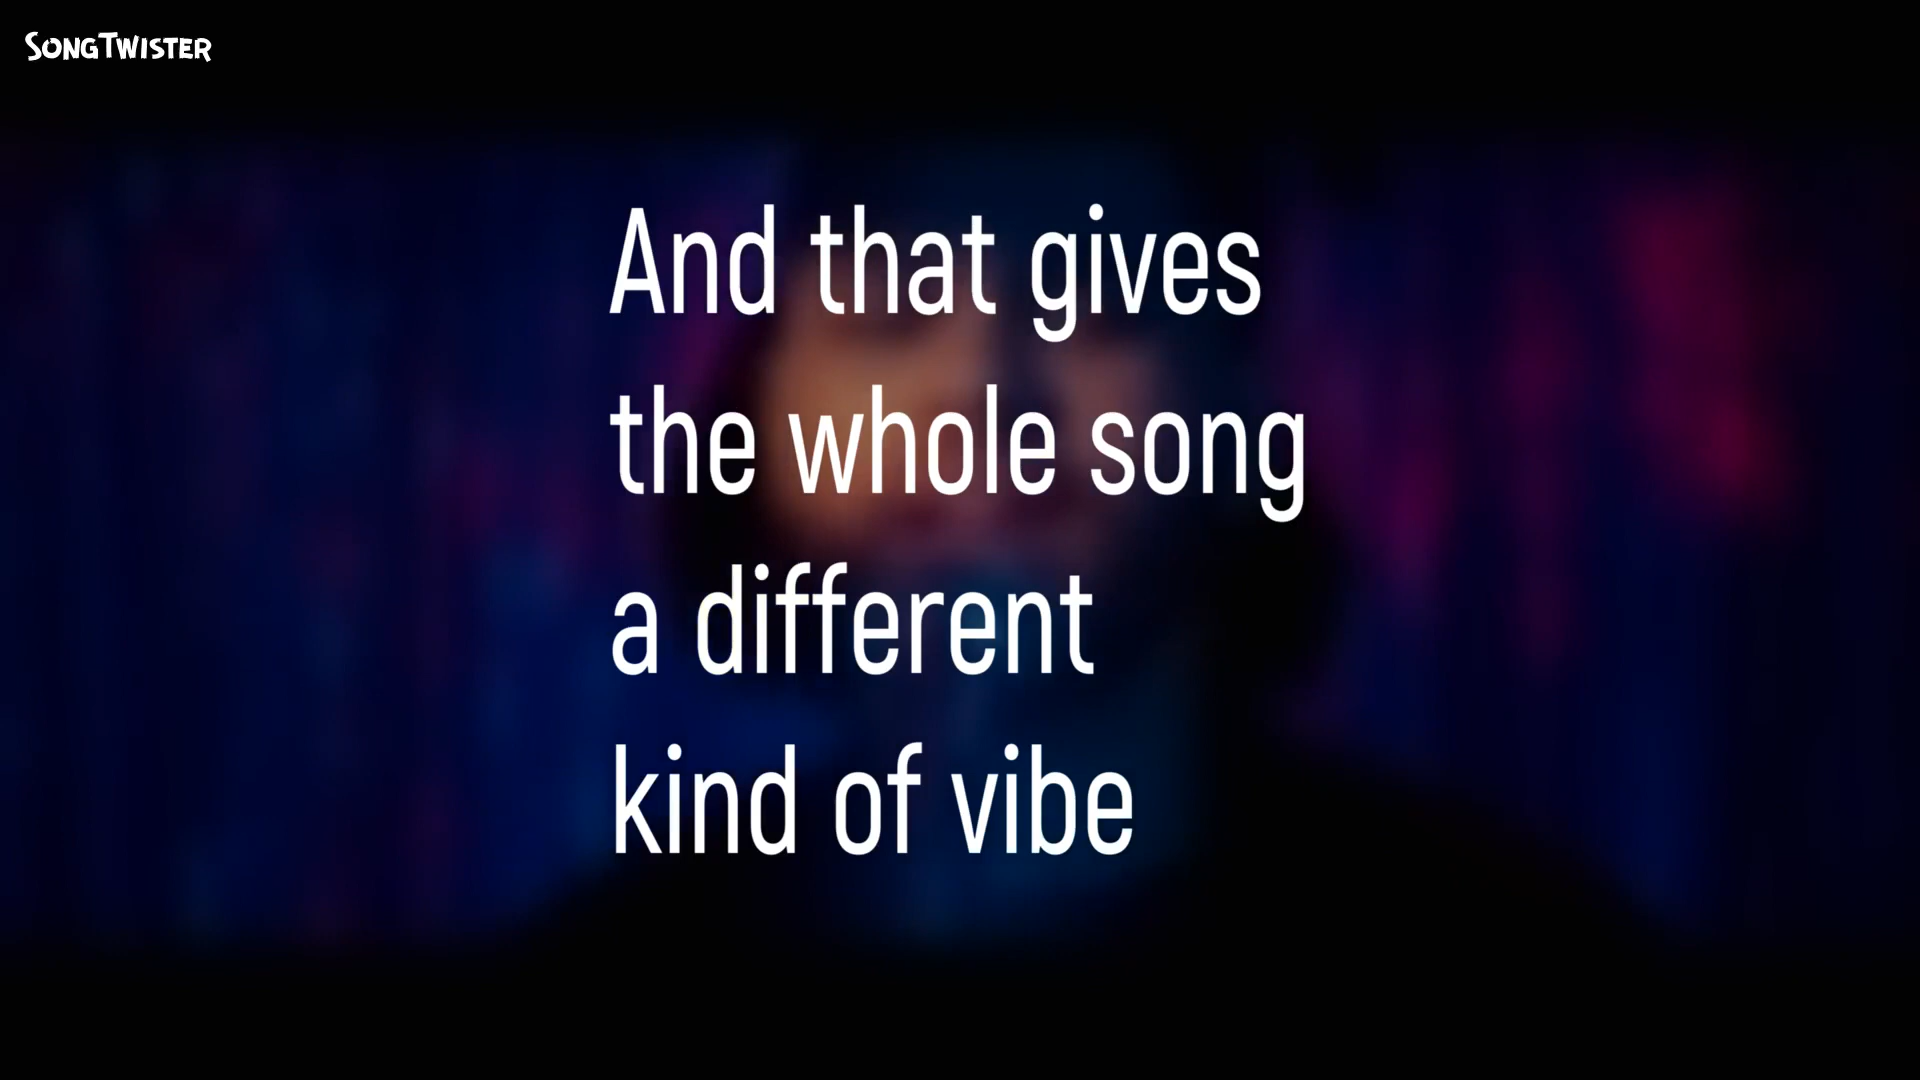 SONGTWISTER
And that gives
the whole song
a different
kind of vibe